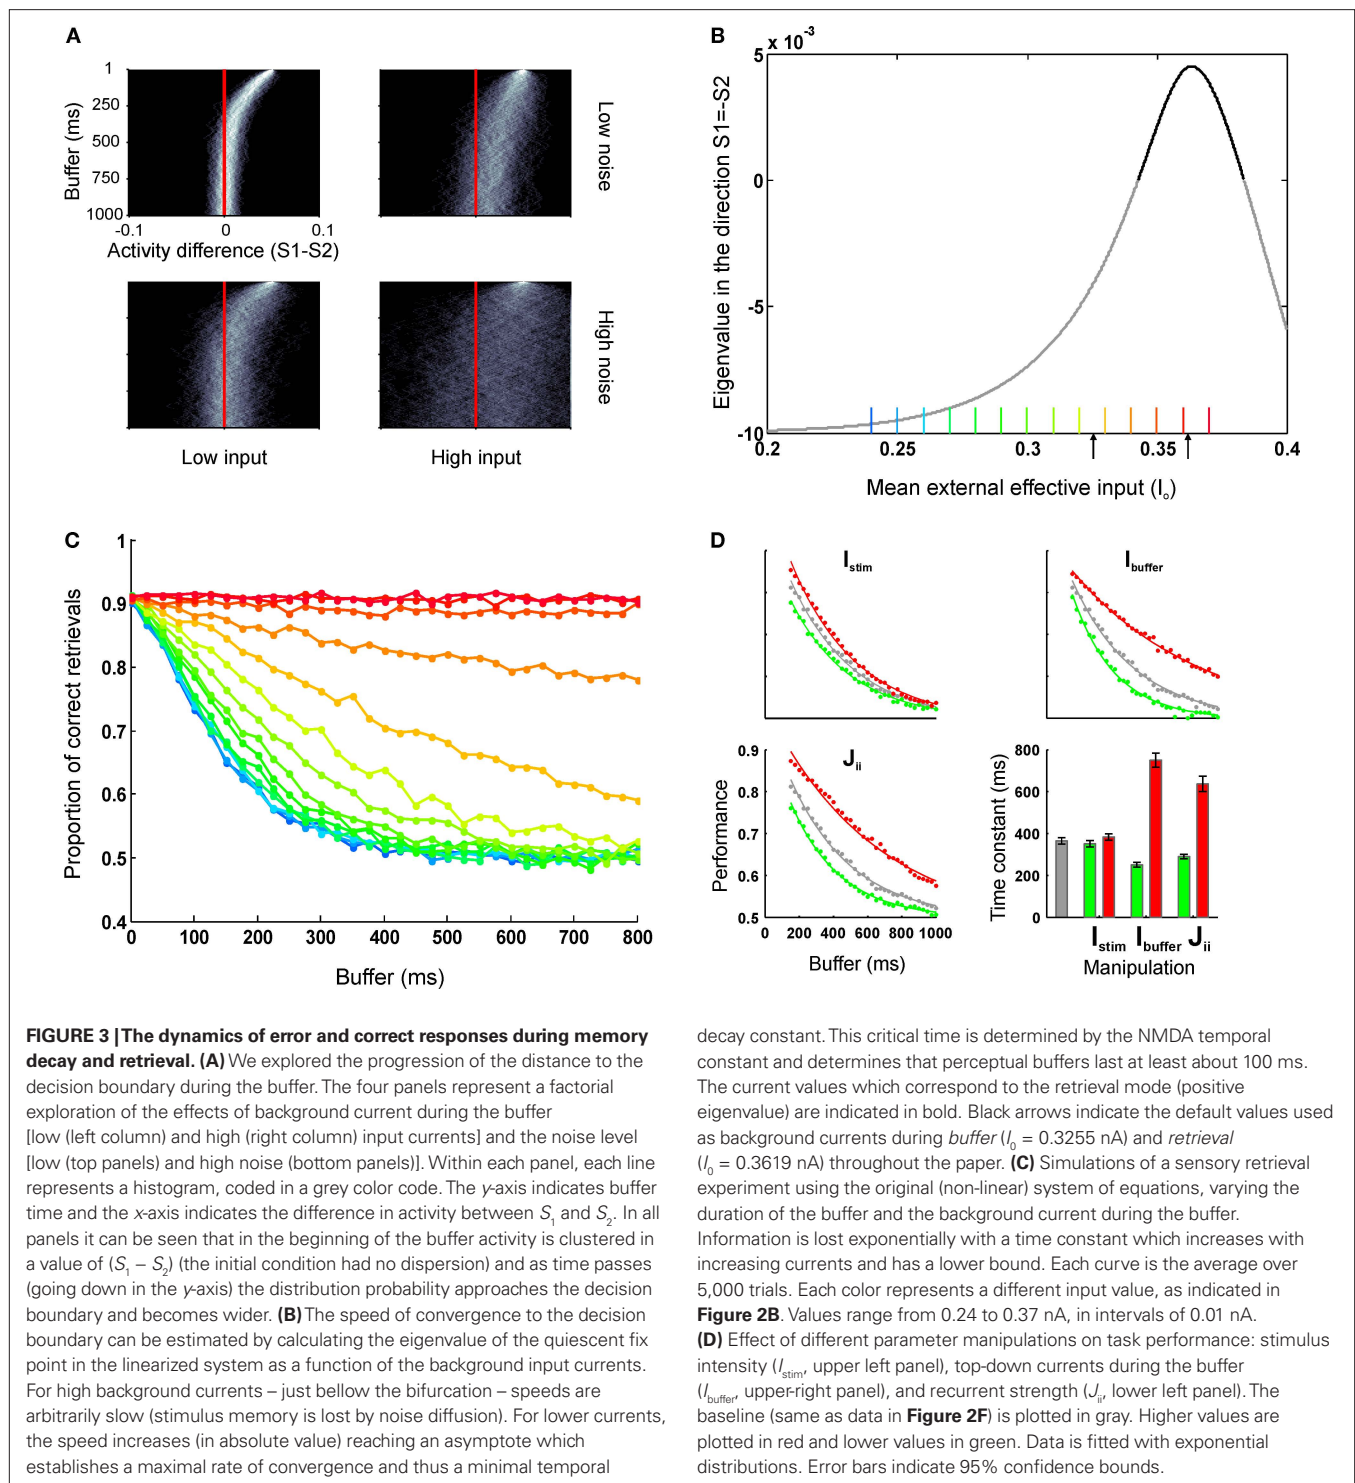 A
B
1
250
500
750
1000
Buffer (ms)
-0.1
0
0.1
Activity difference (S1-S2)
Low noise
High noise
Low input
High input
5 x 10⁻³
0
-5
-10
Eigenvalue in the direction S1=-S2
0.2
0.25
0.3
0.35
0.4
Mean external effective input (I₀)
C
1
0.9
0.8
0.7
0.6
0.5
0.4
Proportion of correct retrievals
0
100
200
300
400
500
600
700
800
Buffer (ms)
D
I_stim
I_buffer
J_ii
0.9
0.8
0.7
0.6
0.5
Performance
0 200 400 600 800 1000
Buffer (ms)
800
600
400
200
0
Time constant (ms)
I_stim I_buffer J_ii
Manipulation
FIGURE 3 | The dynamics of error and correct responses during memory
decay and retrieval. (A) We explored the progression of the distance to the
decision boundary during the buffer. The four panels represent a factorial
exploration of the effects of background current during the buffer
[low (left column) and high (right column) input currents] and the noise level
[low (top panels) and high noise (bottom panels)]. Within each panel, each line
represents a histogram, coded in a grey color code. The y-axis indicates buffer
time and the x-axis indicates the difference in activity between S₁ and S₂. In all
panels it can be seen that in the beginning of the buffer activity is clustered in
a value of (S₁ – S₂) (the initial condition had no dispersion) and as time passes
(going down in the y-axis) the distribution probability approaches the decision
boundary and becomes wider. (B) The speed of convergence to the decision
boundary can be estimated by calculating the eigenvalue of the quiescent fix
point in the linearized system as a function of the background input currents.
For high background currents – just bellow the bifurcation – speeds are
arbitrarily slow (stimulus memory is lost by noise diffusion). For lower currents,
the speed increases (in absolute value) reaching an asymptote which
establishes a maximal rate of convergence and thus a minimal temporal
decay constant. This critical time is determined by the NMDA temporal
constant and determines that perceptual buffers last at least about 100 ms.
The current values which correspond to the retrieval mode (positive
eigenvalue) are indicated in bold. Black arrows indicate the default values used
as background currents during buffer (I₀ = 0.3255 nA) and retrieval
(I₀ = 0.3619 nA) throughout the paper. (C) Simulations of a sensory retrieval
experiment using the original (non-linear) system of equations, varying the
duration of the buffer and the background current during the buffer.
Information is lost exponentially with a time constant which increases with
increasing currents and has a lower bound. Each curve is the average over
5,000 trials. Each color represents a different input value, as indicated in
Figure 2B. Values range from 0.24 to 0.37 nA, in intervals of 0.01 nA.
(D) Effect of different parameter manipulations on task performance: stimulus
intensity (I_stim, upper left panel), top-down currents during the buffer
(I_buffer, upper-right panel), and recurrent strength (J_ii, lower left panel). The
baseline (same as data in Figure 2F) is plotted in gray. Higher values are
plotted in red and lower values in green. Data is fitted with exponential
distributions. Error bars indicate 95% confidence bounds.